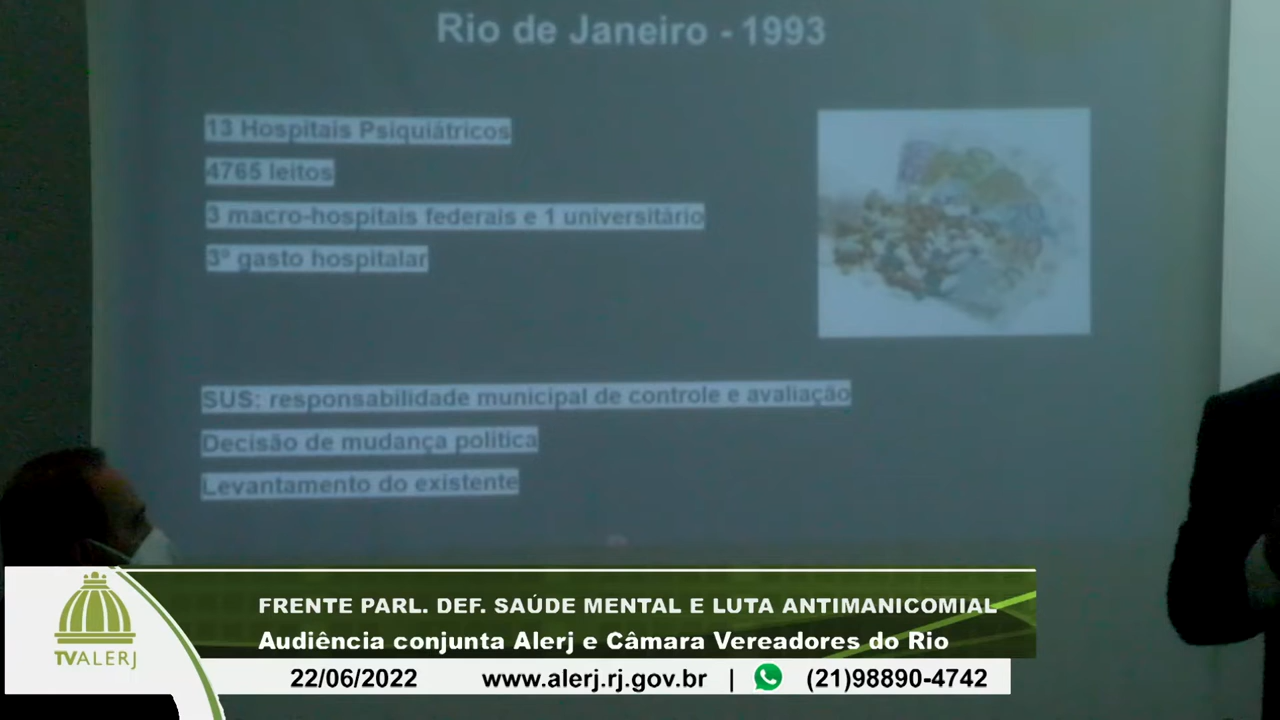 Rio de Janeiro - 1993
13 Hospitais Psiquiátricos
4765 leitos
3 macro-hospitais federais e 1 universitário
3º gasto hospitalar
SUS: responsabilidade municipal de controle e avaliação
Decisão de mudança política
Levantamento do existente
FRENTE PARL. DEF. SAÚDE MENTAL E LUTA ANTIMANICOMIAL
Audiência conjunta Alerj e Câmara Vereadores do Rio
TVALERJ
22/06/2022 www.alerj.rj.gov.br | (21)98890-4742